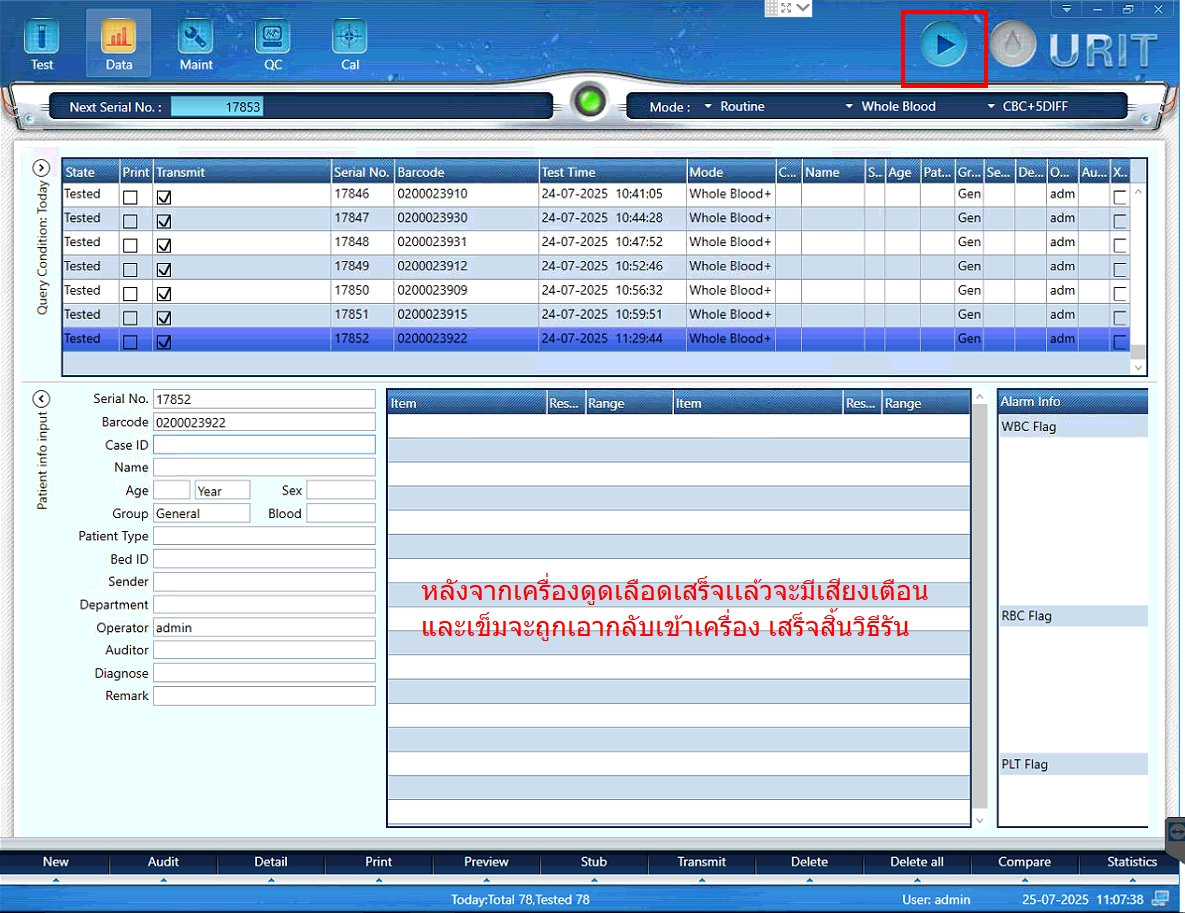 URIT
Test
Data
Maint
QC
Cal
Next Serial No. : 17853
Mode : Routine Whole Blood CBC+5DIFF
Query Condition: Today
State Print Transmit Serial No. Barcode Test Time Mode C... Name S.. Age Pat... Gr... Se... De... O... Au... X..
Tested 17846 0200023910 24-07-2025 10:41:05 Whole Blood+ Gen adm
Tested 17847 0200023930 24-07-2025 10:44:28 Whole Blood+ Gen adm
Tested 17848 0200023931 24-07-2025 10:47:52 Whole Blood+ Gen adm
Tested 17849 0200023912 24-07-2025 10:52:46 Whole Blood+ Gen adm
Tested 17850 0200023909 24-07-2025 10:56:32 Whole Blood+ Gen adm
Tested 17851 0200023915 24-07-2025 10:59:51 Whole Blood+ Gen adm
Tested 17852 0200023922 24-07-2025 11:29:44 Whole Blood+ Gen adm
Patient info input
Serial No. 17852
Barcode 0200023922
Case ID
Name
Age Year Sex
Group General Blood
Patient Type
Bed ID
Sender
Department
Operator admin
Auditor
Diagnose
Remark
Item Res... Range Item Res... Range
หลังจากเครื่องดูดเลือดเสร็จแล้วจะมีเสียงเตือน
และเข็มจะถูกเอากลับเข้าเครื่อง เสร็จสิ้นวิธีรัน
Alarm Info
WBC Flag
RBC Flag
PLT Flag
New Audit Detail Print Preview Stub Transmit Delete Delete all Compare Statistics
Today:Total 78,Tested 78 User: admin 25-07-2025 11:07:38